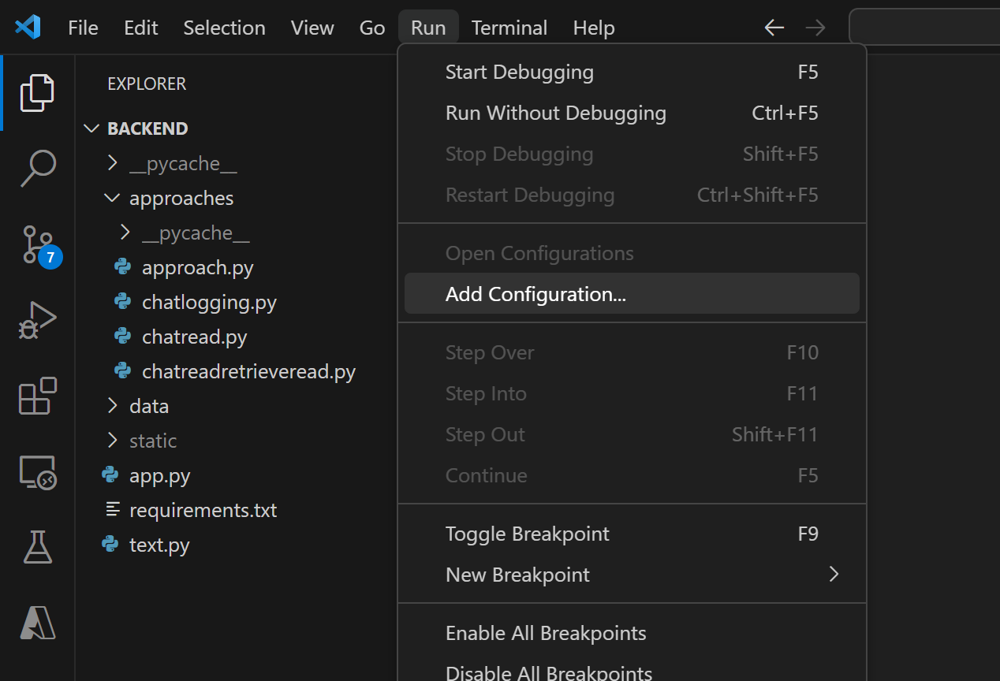 File Edit Selection View Go Run Terminal Help
EXPLORER
BACKEND
__pycache__
approaches
__pycache__
approach.py
chatlogging.py
chatread.py
chatreadretrieveread.py
data
static
app.py
requirements.txt
text.py
7
Start Debugging F5
Run Without Debugging Ctrl+F5
Stop Debugging Shift+F5
Restart Debugging Ctrl+Shift+F5
Open Configurations
Add Configuration...
Step Over F10
Step Into F11
Step Out Shift+F11
Continue F5
Toggle Breakpoint F9
New Breakpoint
Enable All Breakpoints
Disable All Breakpoints